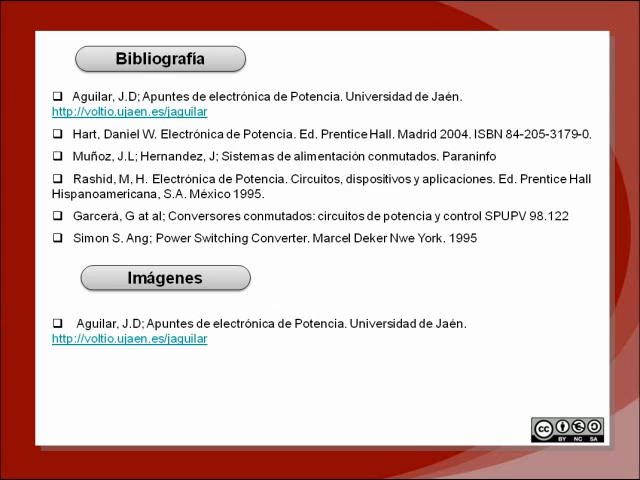 Bibliografía
❑ Aguilar, J.D; Apuntes de electrónica de Potencia. Universidad de Jaén.
http://voltio.ujaen.es/jaguilar
❑ Hart, Daniel W. Electrónica de Potencia. Ed. Prentice Hall. Madrid 2004. ISBN 84-205-3179-0.
❑ Muñoz, J.L; Hernandez, J; Sistemas de alimentación conmutados. Paraninfo
❑ Rashid, M, H. Electrónica de Potencia. Circuitos, dispositivos y aplicaciones. Ed. Prentice Hall
Hispanoamericana, S.A. México 1995.
❑ Garcerá, G at al; Conversores conmutados: circuitos de potencia y control SPUPV 98.122
❑ Simon S. Ang; Power Switching Converter. Marcel Deker Nwe York. 1995
Imágenes
❑ Aguilar, J.D; Apuntes de electrónica de Potencia. Universidad de Jaén.
http://voltio.ujaen.es/jaguilar
cc
BY NC SA